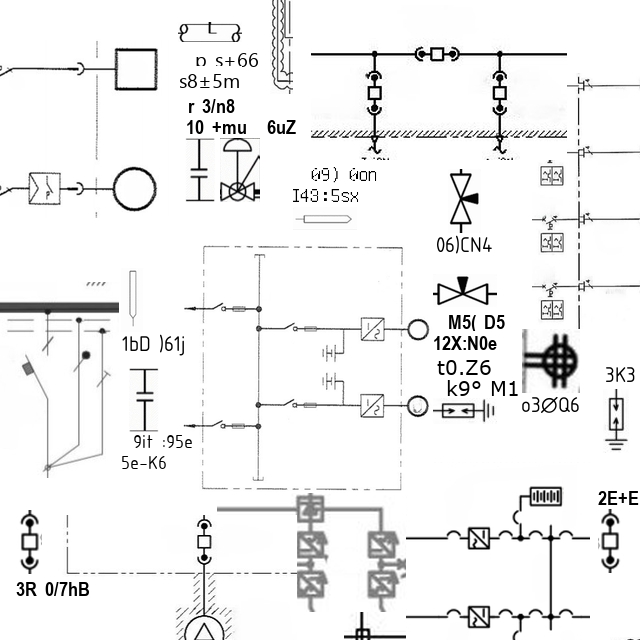 L
p s+66
s8±5m
r 3/n8
10 +mu 6uZ
09) 0on
I43:5sx
06)CN4
M5( D5
12X:N0e
t0.Z6
k9° M1
1bD )61j
3K3
o3Ø06
9it :95e
5e-K6
2E+E
3R 0/7hB